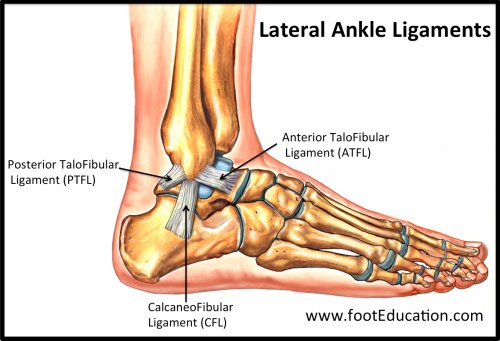 Lateral Ankle Ligaments
Anterior TaloFibular
Ligament (ATFL)
Posterior TaloFibular
Ligament (PTFL)
CalcaneoFibular
Ligament (CFL)
www.footEducation.com